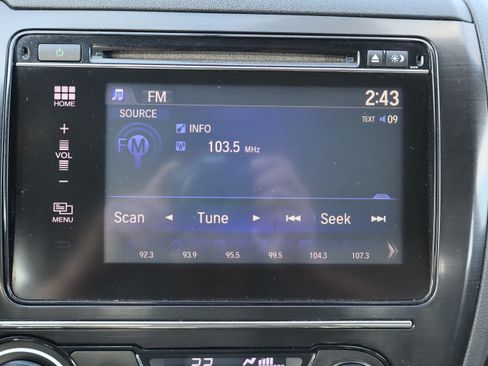 FM 2:43
SOURCE
TEXT 09
INFO
FM
103.5 MHz
HOME
+
VOL
−
MENU
Scan ◄ Tune ► Seek
92.3 93.9 95.5 99.5 104.3 107.3